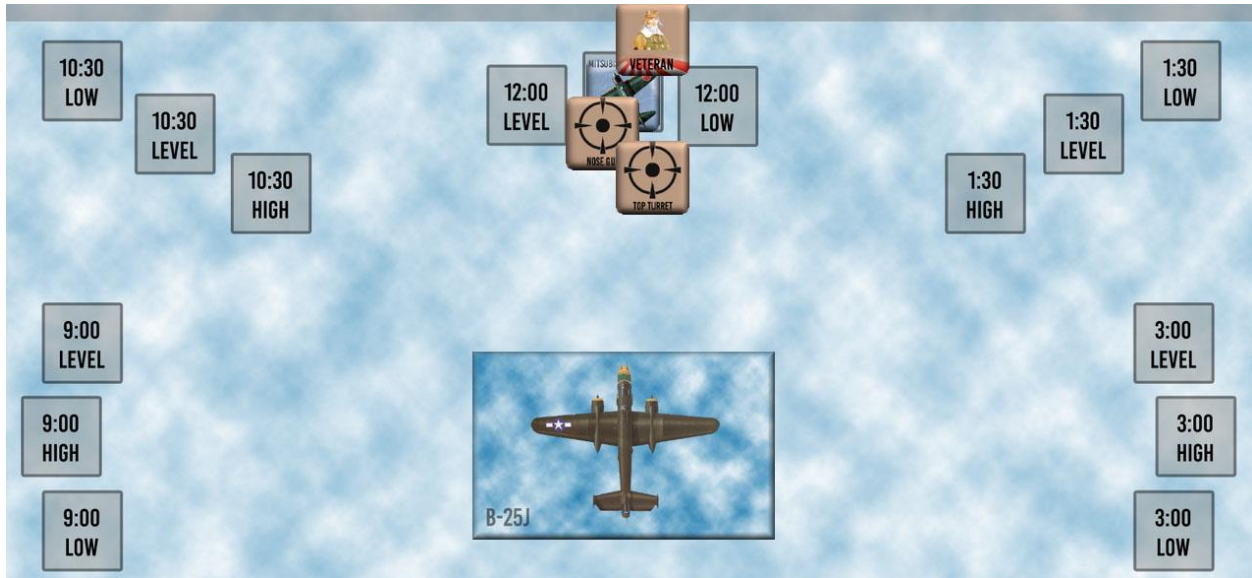 10:30
LOW
10:30
LEVEL
10:30
HIGH
12:00
LEVEL
VETERAN
12:00
LOW
NOSE
TOP TURRET
1:30
LOW
1:30
LEVEL
1:30
HIGH
9:00
LEVEL
9:00
HIGH
9:00
LOW
B-25J
3:00
LEVEL
3:00
HIGH
3:00
LOW